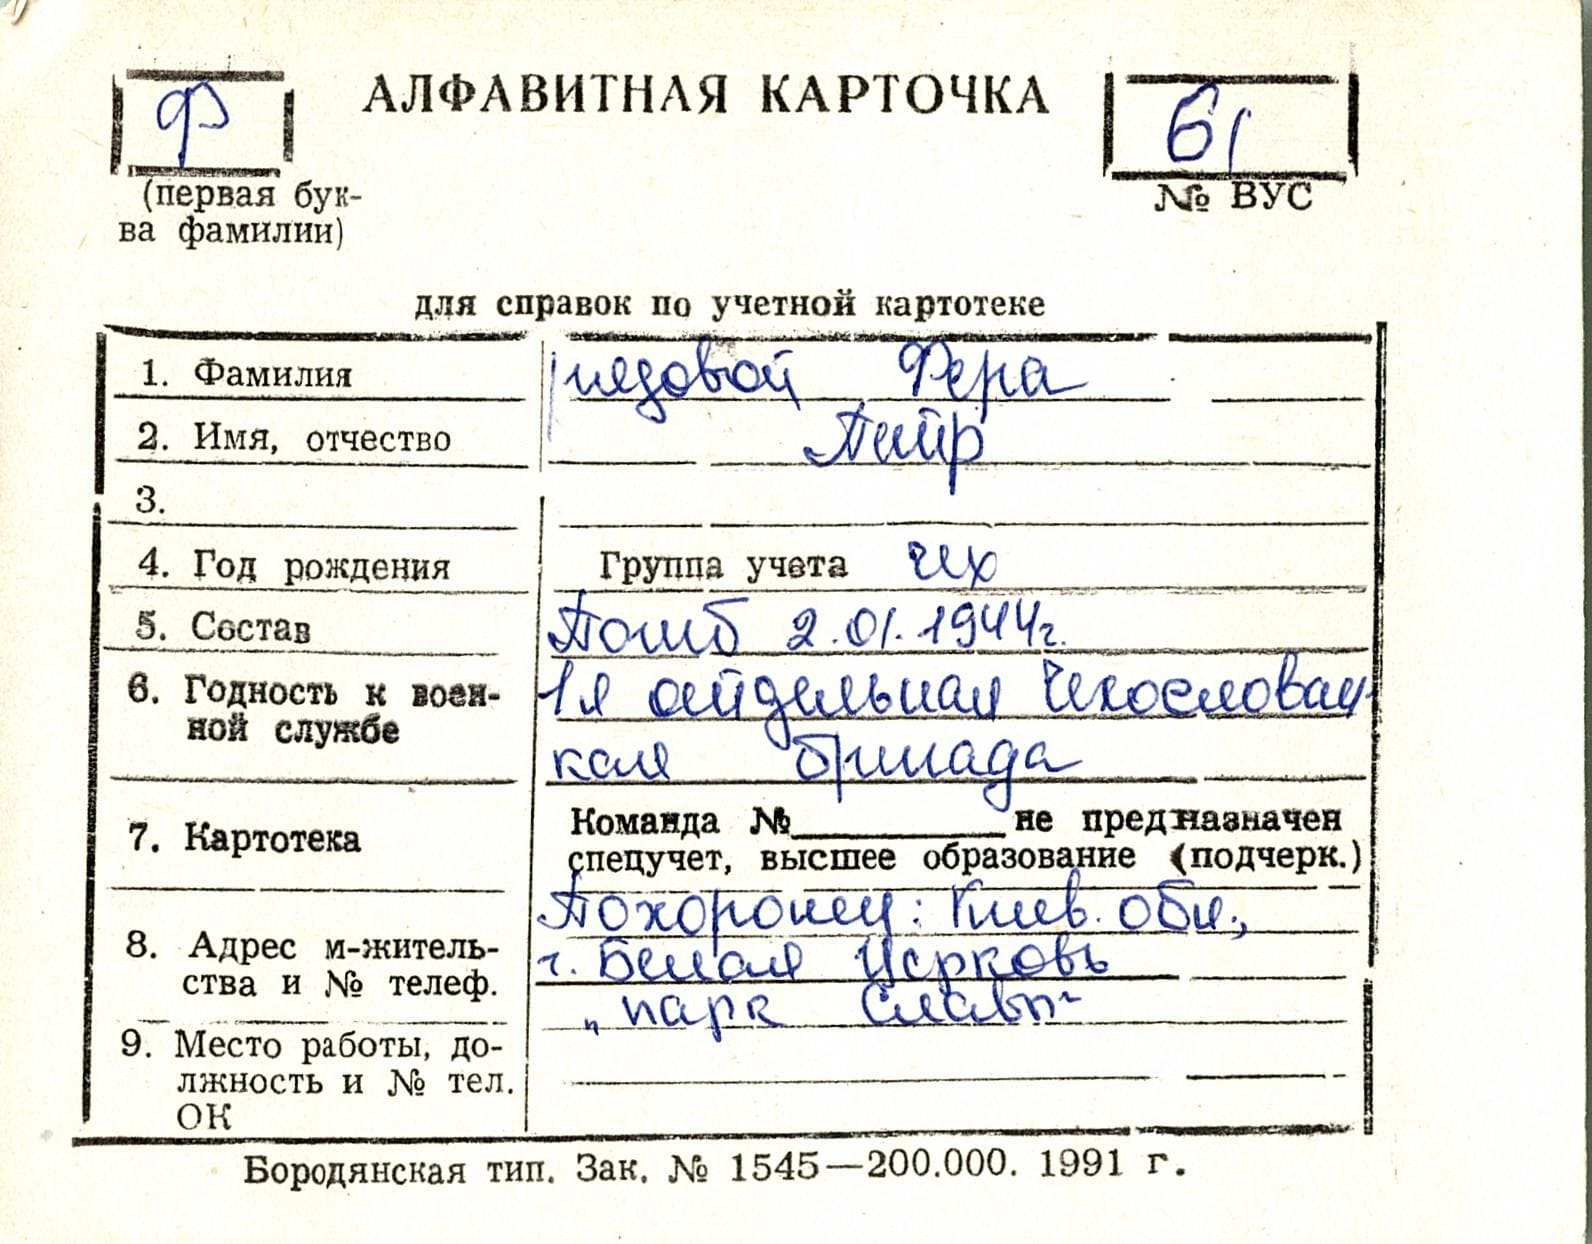 Ф АЛФАВИТНАЯ КАРТОЧКА 61
(первая бук-
ва фамилии)
№ ВУС
для справок по учетной картотеке
1. Фамилия рядовой Фера
2. Имя, отчество Петр
3.
4. Год рождения Группа учета чех
5. Состав Погиб 2.01.1944г.
6. Годность к воен- 1я отдельная Чехословац
ной службе кая бригада
7. Картотека Команда № не предназначен
спецучет, высшее образование (подчерк.)
Похоронен: Киев. обл.,
8. Адрес м-житель- г. Белая Церковь
ства и № телеф. „парк Славы"
9. Место работы, до-
лжность и № тел.
ОК
Бородянская тип. Зак. № 1545—200.000. 1991 г.